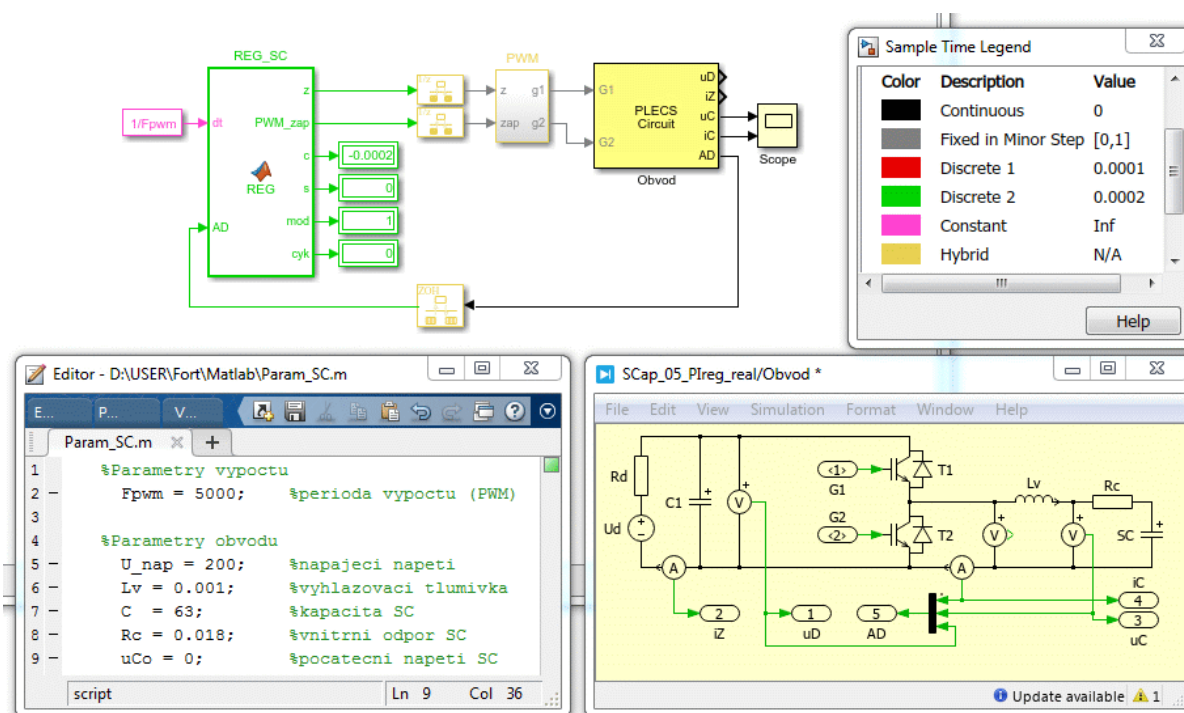 REG_SC
1/Fpwm
dt
AD
REG
z
PWM_zap
c
s
mod
cyk
-0.0002
0
1
0
1/z
1/z
ZOH
PWM
z
zap
g1
g2
G1
G2
PLECS
Circuit
uD
iZ
uC
iC
AD
Obvod
Scope
Sample Time Legend
Color Description Value
Continuous 0
Fixed in Minor Step [0,1]
Discrete 1 0.0001
Discrete 2 0.0002
Constant Inf
Hybrid N/A
Help
Editor - D:\USER\Fort\Matlab\Param_SC.m
E... P... V...
Param_SC.m
1 %Parametry vypoctu
2 - Fpwm = 5000; %perioda vypoctu (PWM)
3
4 %Parametry obvodu
5 - U_nap = 200; %napajeci napeti
6 - Lv = 0.001; %vyhlazovaci tlumivka
7 - C = 63; %kapacita SC
8 - Rc = 0.018; %vnitrni odpor SC
9 - uCo = 0; %pocatecni napeti SC
script Ln 9 Col 36
SCap_05_PIreg_real/Obvod *
File Edit View Simulation Format Window Help
Rd
Ud
C1
V
A
<1>
G1
T1
G2
<2>
T2
Lv
Rc
V
V
SC
A
2
iZ
1
uD
5
AD
iC
4
3
uC
Update available 1